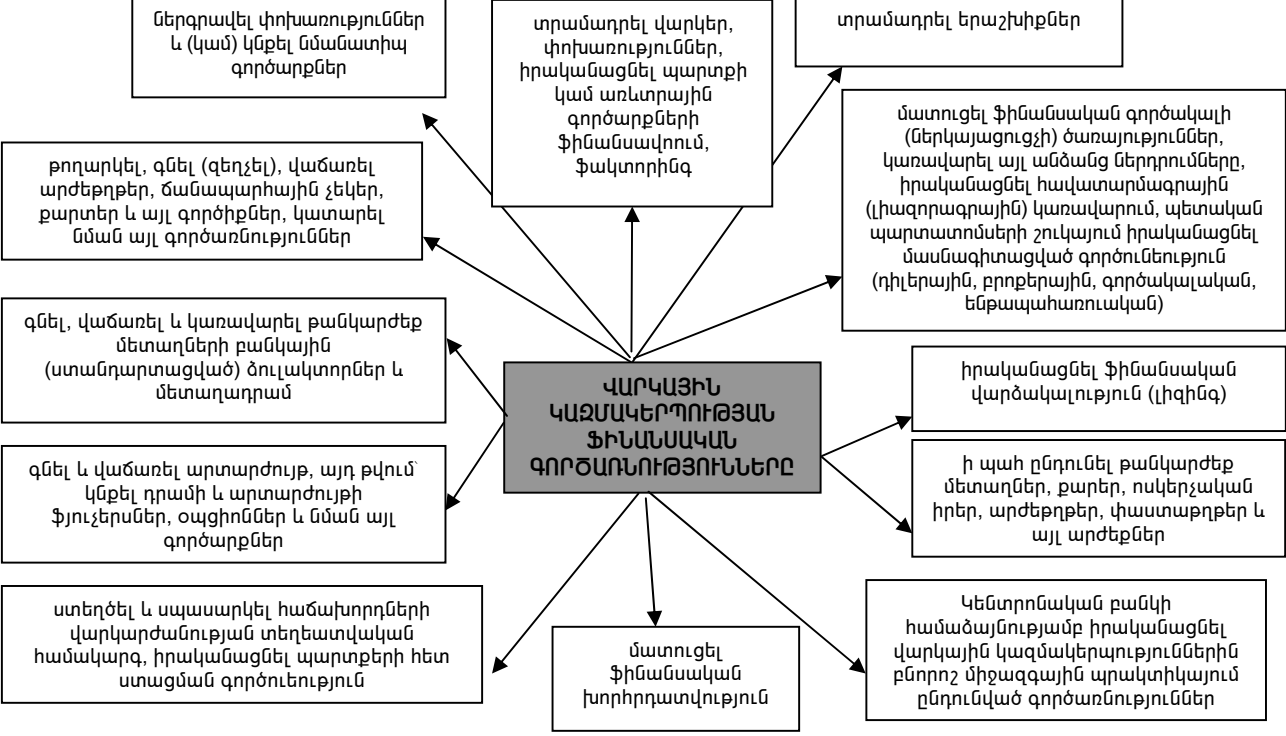 ներգրավել փոխառություններ
և (կամ) կնքել նմանատիպ
գործարքներ
տրամադրել վարկեր,
փոխառություններ,
իրականացնել պարտքի
կամ առևտրային
գործարքների
ֆինանսավոում,
ֆակտորինգ
տրամադրել երաշխիքներ
մատուցել ֆինանսական գործակալի
(ներկայացուցչի) ծառայություններ,
կառավարել այլ անձանց ներդրումները,
իրականացնել հավատարմագրային
(լիազորագրային) կառավարում, պետական
պարտատոմսերի շուկայում իրականացնել
մասնագիտացված գործունեություն
(դիլերային, բրոքերային, գործակալական,
ենթապահառուական)
թողարկել, գնել (զեղչել), վաճառել
արժեթղթեր, ճանապարհային չեկեր,
քարտեր և այլ գործիքներ, կատարել
նման այլ գործառնություններ
գնել, վաճառել և կառավարել թանկարժեք
մետաղների բանկային
(ստանդարտացված) ձուլակտորներ և
մետաղադրամ
ՎԱՐԿԱՅԻՆ
ԿԱԶՄԱԿԵՐՊՈՒԹՅԱՆ
ՖԻՆԱՆՍԱԿԱՆ
ԳՈՐԾԱՌՆՈՒԹՅՈՒՆՆԵՐԸ
իրականացնել ֆինանսական
վարձակալություն (լիզինգ)
գնել և վաճառել արտարժույթ, այդ թվում՝
կնքել դրամի և արտարժույթի
ֆյուչերսներ, օպցիոններ և նման այլ
գործարքներ
ի պահ ընդունել թանկարժեք
մետաղներ, քարեր, ոսկերչական
իրեր, արժեթղթեր, փաստաթղթեր և
այլ արժեքներ
ստեղծել և սպասարկել հաճախորդների
վարկարժանության տեղեատվական
համակարգ, իրականացնել պարտքերի հետ
ստացման գործուեություն
մատուցել
ֆինանսական
խորհրդատվություն
Կենտրոնական բանկի
համաձայնությամբ իրականացնել
վարկային կազմակերպություններին
բնորոշ միջազգային պրակտիկայում
ընդունված գործառնություններ